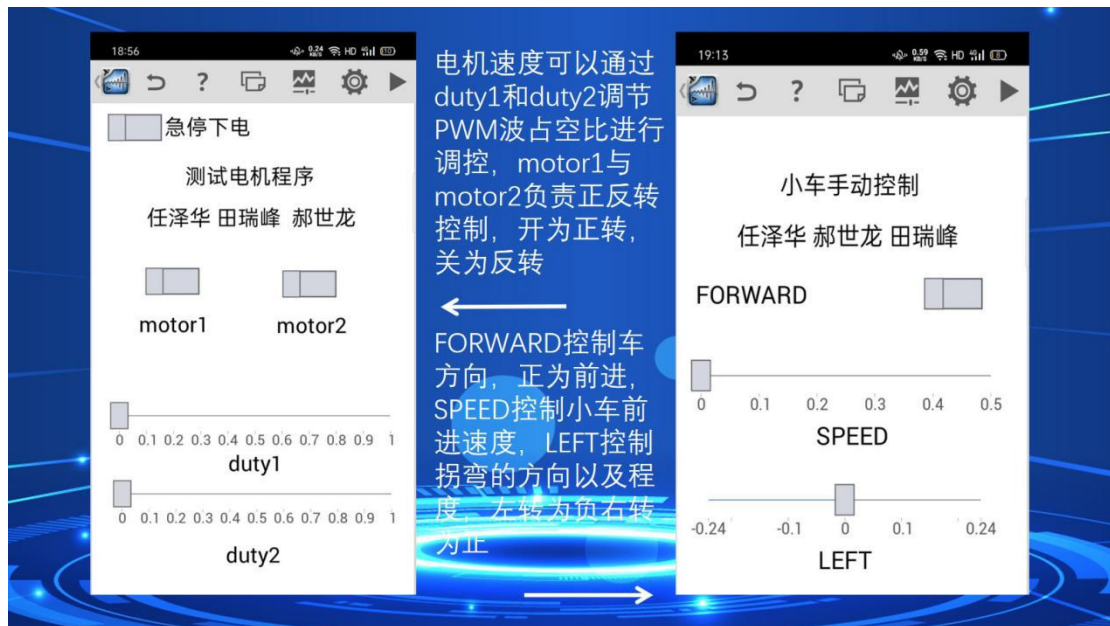 18:56
0.24 KB/S HD 4G
?
急停下电
测试电机程序
任泽华 田瑞峰 郝世龙
motor1 motor2
0 0.1 0.2 0.3 0.4 0.5 0.6 0.7 0.8 0.9 1
duty1
0 0.1 0.2 0.3 0.4 0.5 0.6 0.7 0.8 0.9 1
duty2
电机速度可以通过
duty1和duty2调节
PWM波占空比进行
调控，motor1与
motor2负责正反转
控制，开为正转，
关为反转
FORWARD控制车
方向，正为前进，
SPEED控制小车前
进速度，LEFT控制
拐弯的方向以及程
度，左转为负右转
为正
19:13
0.59 KB/S HD 4G
?
小车手动控制
任泽华 郝世龙 田瑞峰
FORWARD
0 0.1 0.2 0.3 0.4 0.5
SPEED
-0.24 -0.1 0 0.1 0.24
LEFT